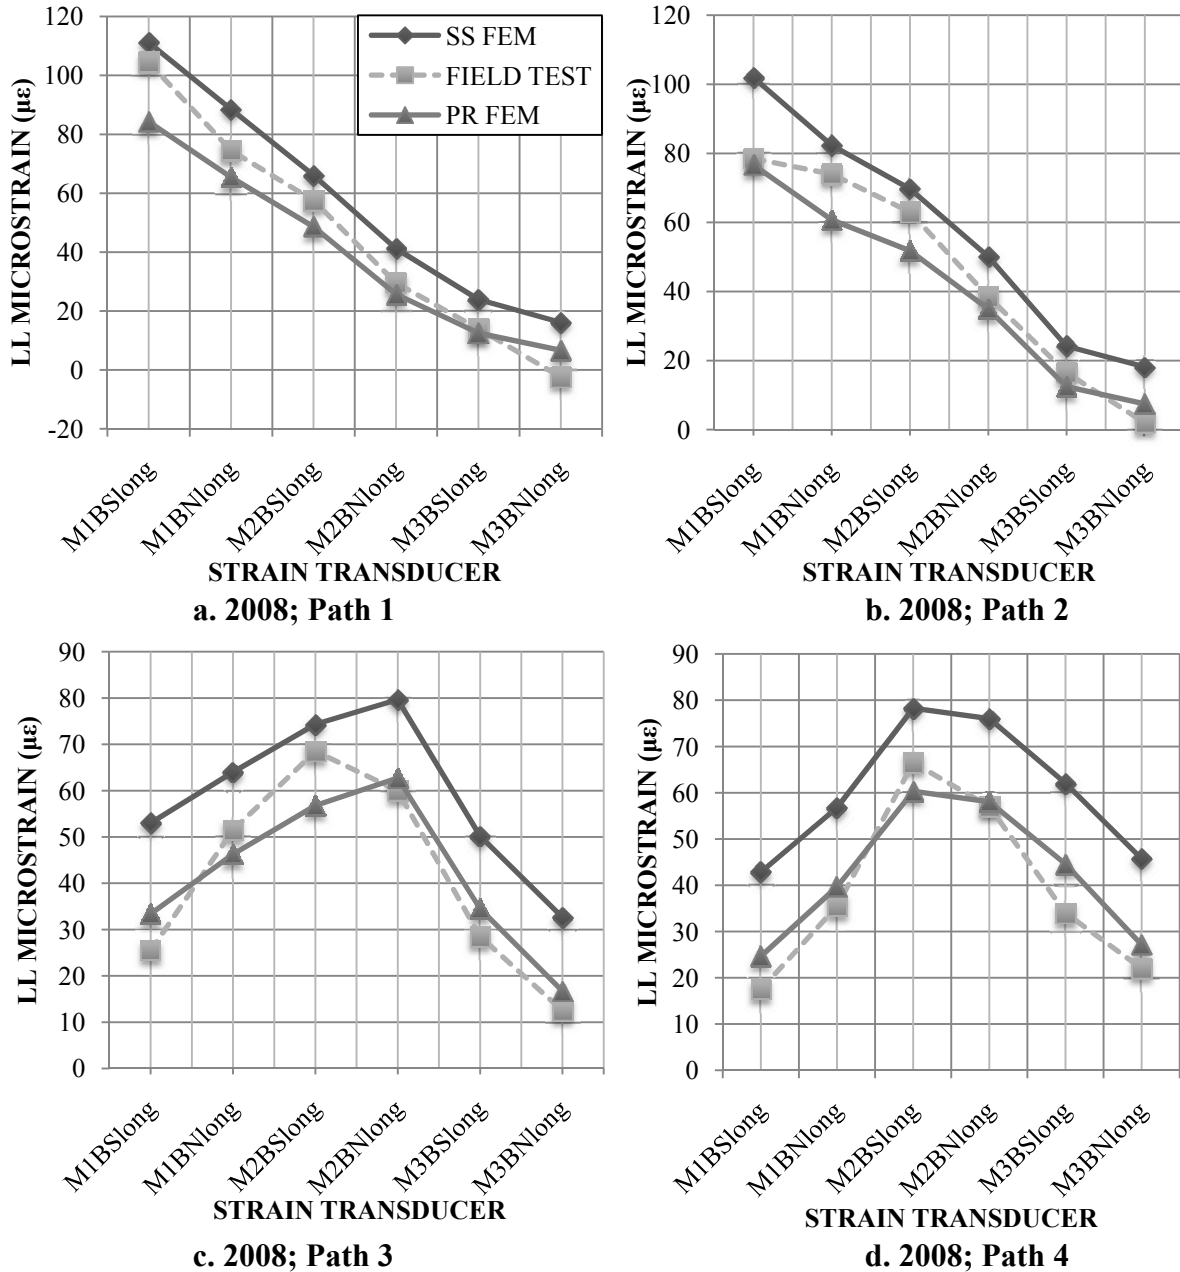 120
100
80
60
40
20
0
-20
LL MICROSTRAIN (με)
SS FEM
FIELD TEST
PR FEM
M1BSlong
M1BNlong
M2BSlong
M2BNlong
M3BSlong
M3BNlong
STRAIN TRANSDUCER
a. 2008; Path 1
120
100
80
60
40
20
0
LL MICROSTRAIN (με)
M1BSlong
M1BNlong
M2BSlong
M2BNlong
M3BSlong
M3BNlong
STRAIN TRANSDUCER
b. 2008; Path 2
90
80
70
60
50
40
30
20
10
0
LL MICROSTRAIN (με)
M1BSlong
M1BNlong
M2BSlong
M2BNlong
M3BSlong
M3BNlong
STRAIN TRANSDUCER
c. 2008; Path 3
90
80
70
60
50
40
30
20
10
0
LL MICROSTRAIN (με)
M1BSlong
M1BNlong
M2BSlong
M2BNlong
M3BSlong
M3BNlong
STRAIN TRANSDUCER
d. 2008; Path 4